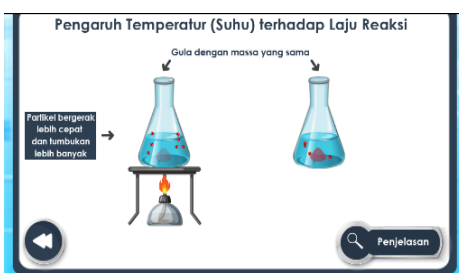 Pengaruh Temperatur (Suhu) terhadap Laju Reaksi
Gula dengan massa yang sama
Partikel bergerak
lebih cepat
dan tumbukan
lebih banyak
Penjelasan